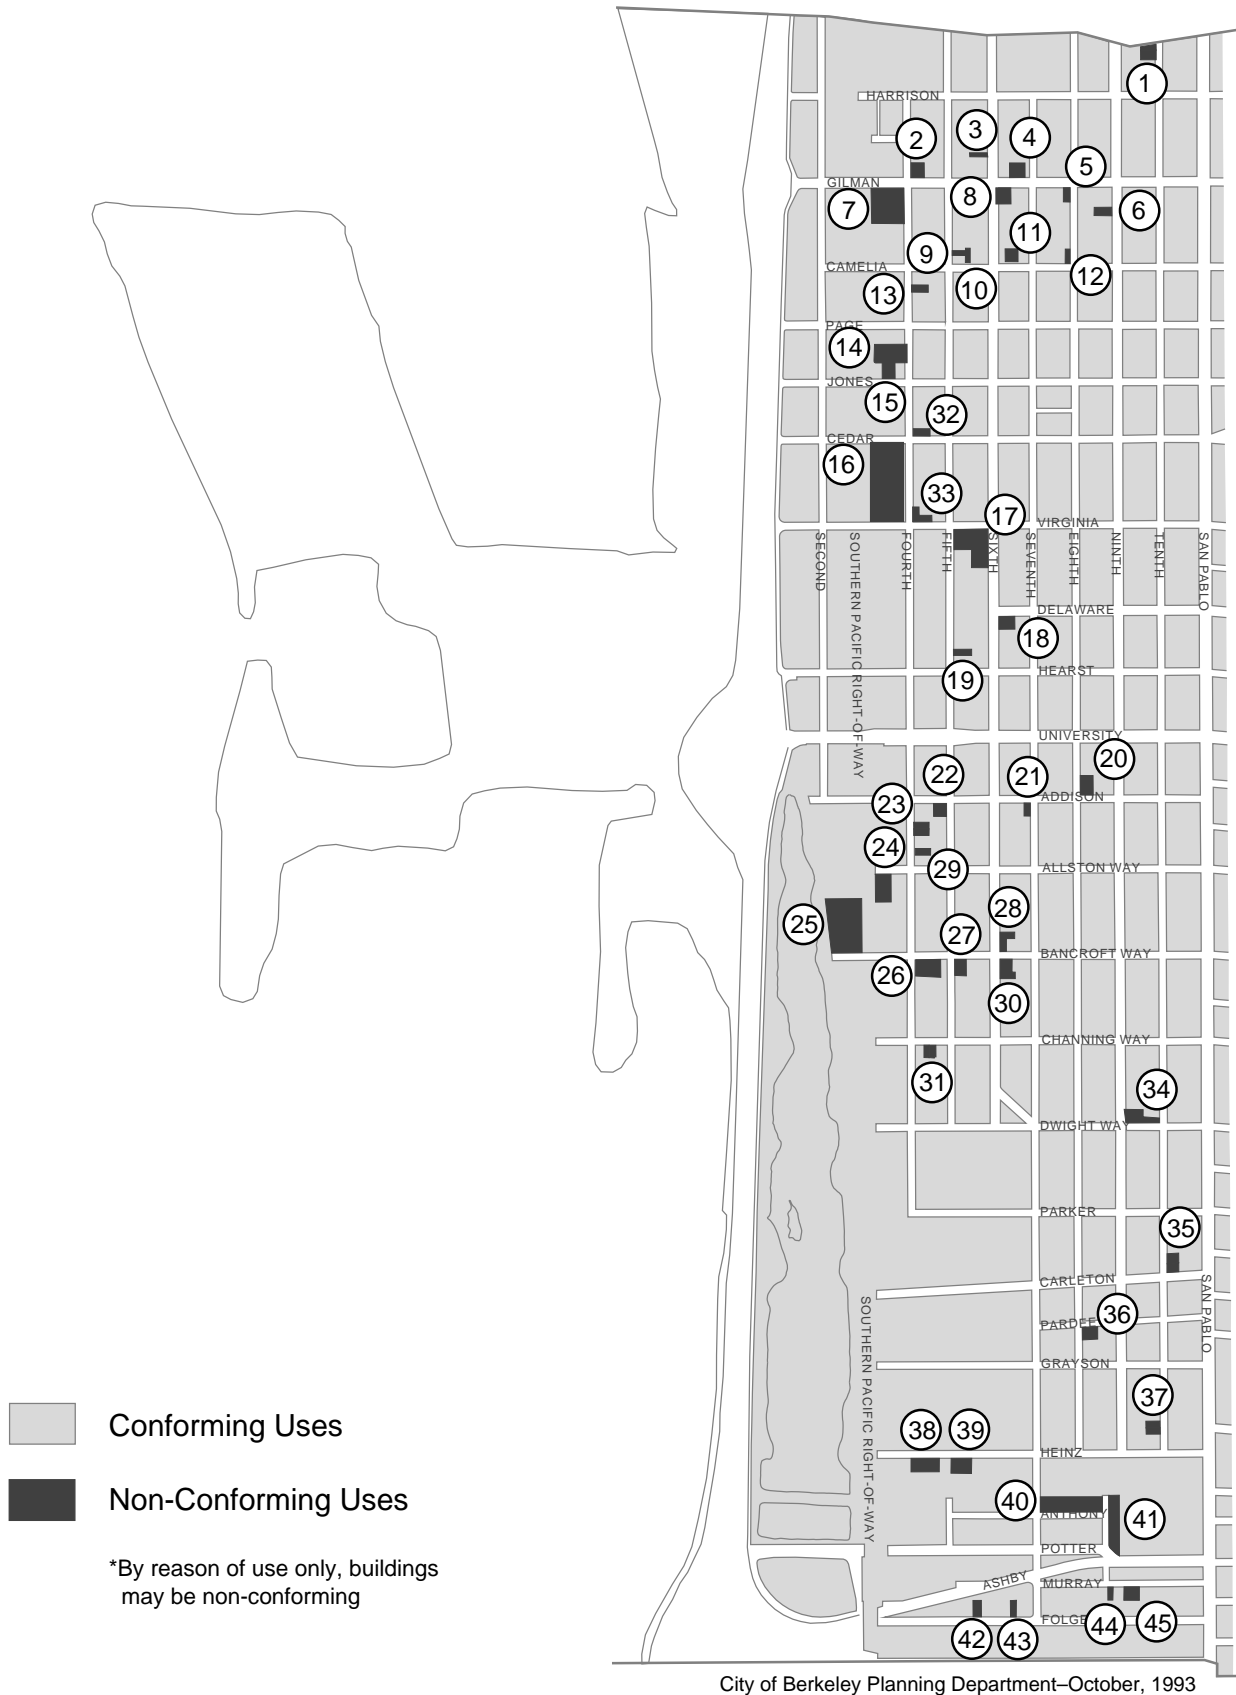 1
HARRISON
2
3
4
5
GILMAN
7
8
6
11
9
CAMELIA
12
13
10
PAGE
14
JONES
15
32
CEDAR
16
33
17
VIRGINIA
SECOND
SOUTHERN PACIFIC RIGHT-OF-WAY
FOURTH
FIFTH
SIXTH
SEVENTH
EIGHTH
NINTH
TENTH
SAN PABLO
DELAWARE
18
HEARST
19
UNIVERSITY
20
22
21
ADDISON
23
24
29
ALLSTON WAY
28
25
27
BANCROFT WAY
26
30
CHANNING WAY
31
34
DWIGHT WAY
PARKER
35
CARLETON
SAN PABLO
SOUTHERN PACIFIC RIGHT-OF-WAY
36
PARDEE
GRAYSON
37
Conforming Uses
38
39
HEINZ
Non-Conforming Uses
40
ANTHONY
41
POTTER
*By reason of use only, buildings
may be non-conforming
ASHBY
MURRAY
FOLGE
44
45
42
43
City of Berkeley Planning Department–October, 1993